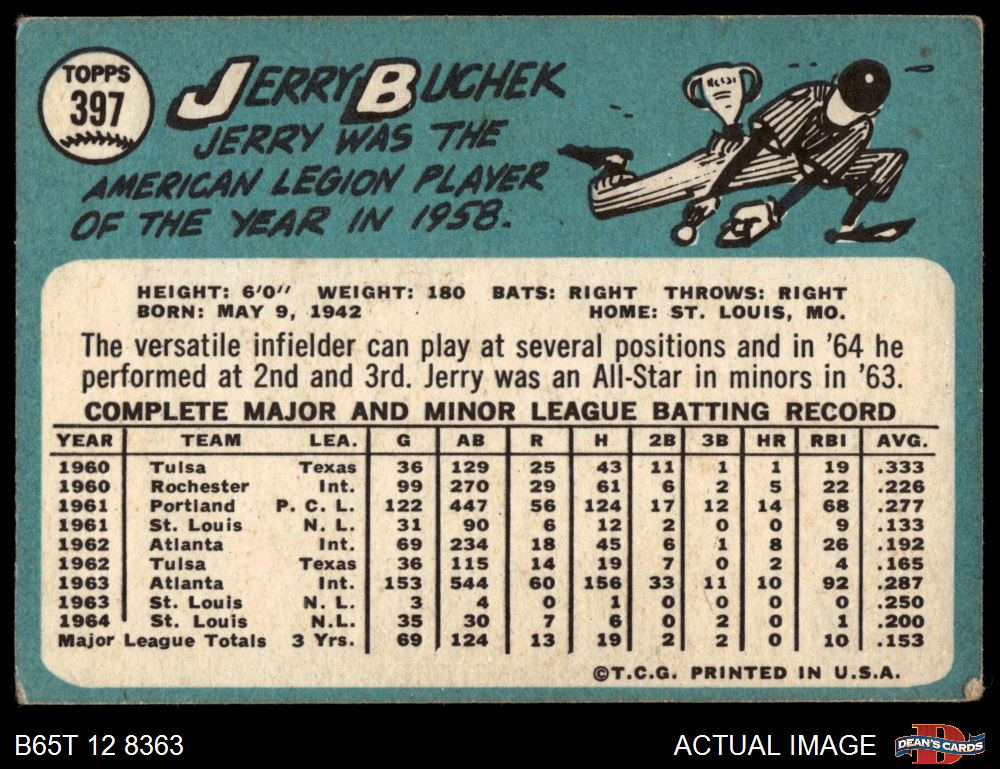 TOPPS
397
JERRY BUCHEK
JERRY WAS THE
AMERICAN LEGION PLAYER
OF THE YEAR IN 1958.
HEIGHT: 6'0" WEIGHT: 180 BATS: RIGHT THROWS: RIGHT
BORN: MAY 9, 1942 HOME: ST. LOUIS, MO.
The versatile infielder can play at several positions and in '64 he
performed at 2nd and 3rd. Jerry was an All-Star in minors in '63.
COMPLETE MAJOR AND MINOR LEAGUE BATTING RECORD
YEAR TEAM LEA. G AB R H 2B 3B HR RBI AVG.
1960 Tulsa Texas 36 129 25 43 11 1 1 19 .333
1960 Rochester Int. 99 270 29 61 6 2 5 22 .226
1961 Portland P. C. L. 122 447 56 124 17 12 14 68 .277
1961 St. Louis N. L. 31 90 6 12 2 0 0 9 .133
1962 Atlanta Int. 69 234 18 45 6 1 8 26 .192
1962 Tulsa Texas 36 115 14 19 7 0 2 4 .165
1963 Atlanta Int. 153 544 60 156 33 11 10 92 .287
1963 St. Louis N. L. 3 4 0 1 0 0 0 0 .250
1964 St. Louis N.L. 35 30 7 6 0 2 0 1 .200
Major League Totals 3 Yrs. 69 124 13 19 2 2 0 10 .153
©T.C.G. PRINTED IN U.S.A.
B65T 12 8363 ACTUAL IMAGE
DEAN'S CARDS